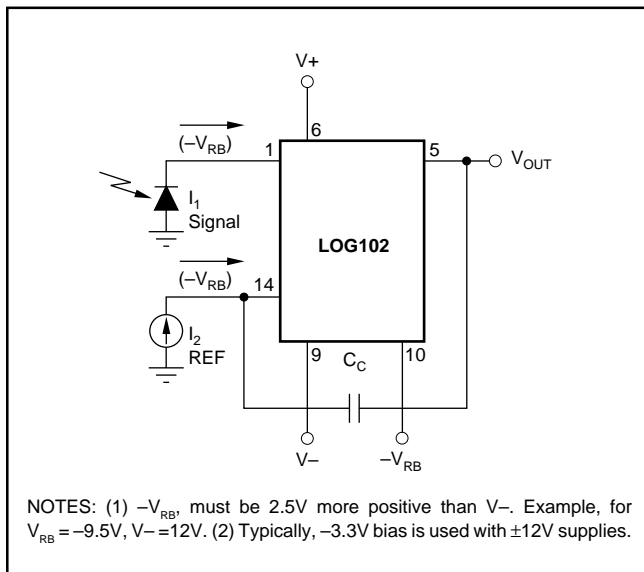 V+
6
(–V_RB)
1
5
V_OUT
I_1
Signal
LOG102
(–V_RB)
14
I_2
REF
9
C_C
10
V–
–V_RB
NOTES: (1) –V_RB, must be 2.5V more positive than V–. Example, for
V_RB = –9.5V, V– =12V. (2) Typically, –3.3V bias is used with ±12V supplies.